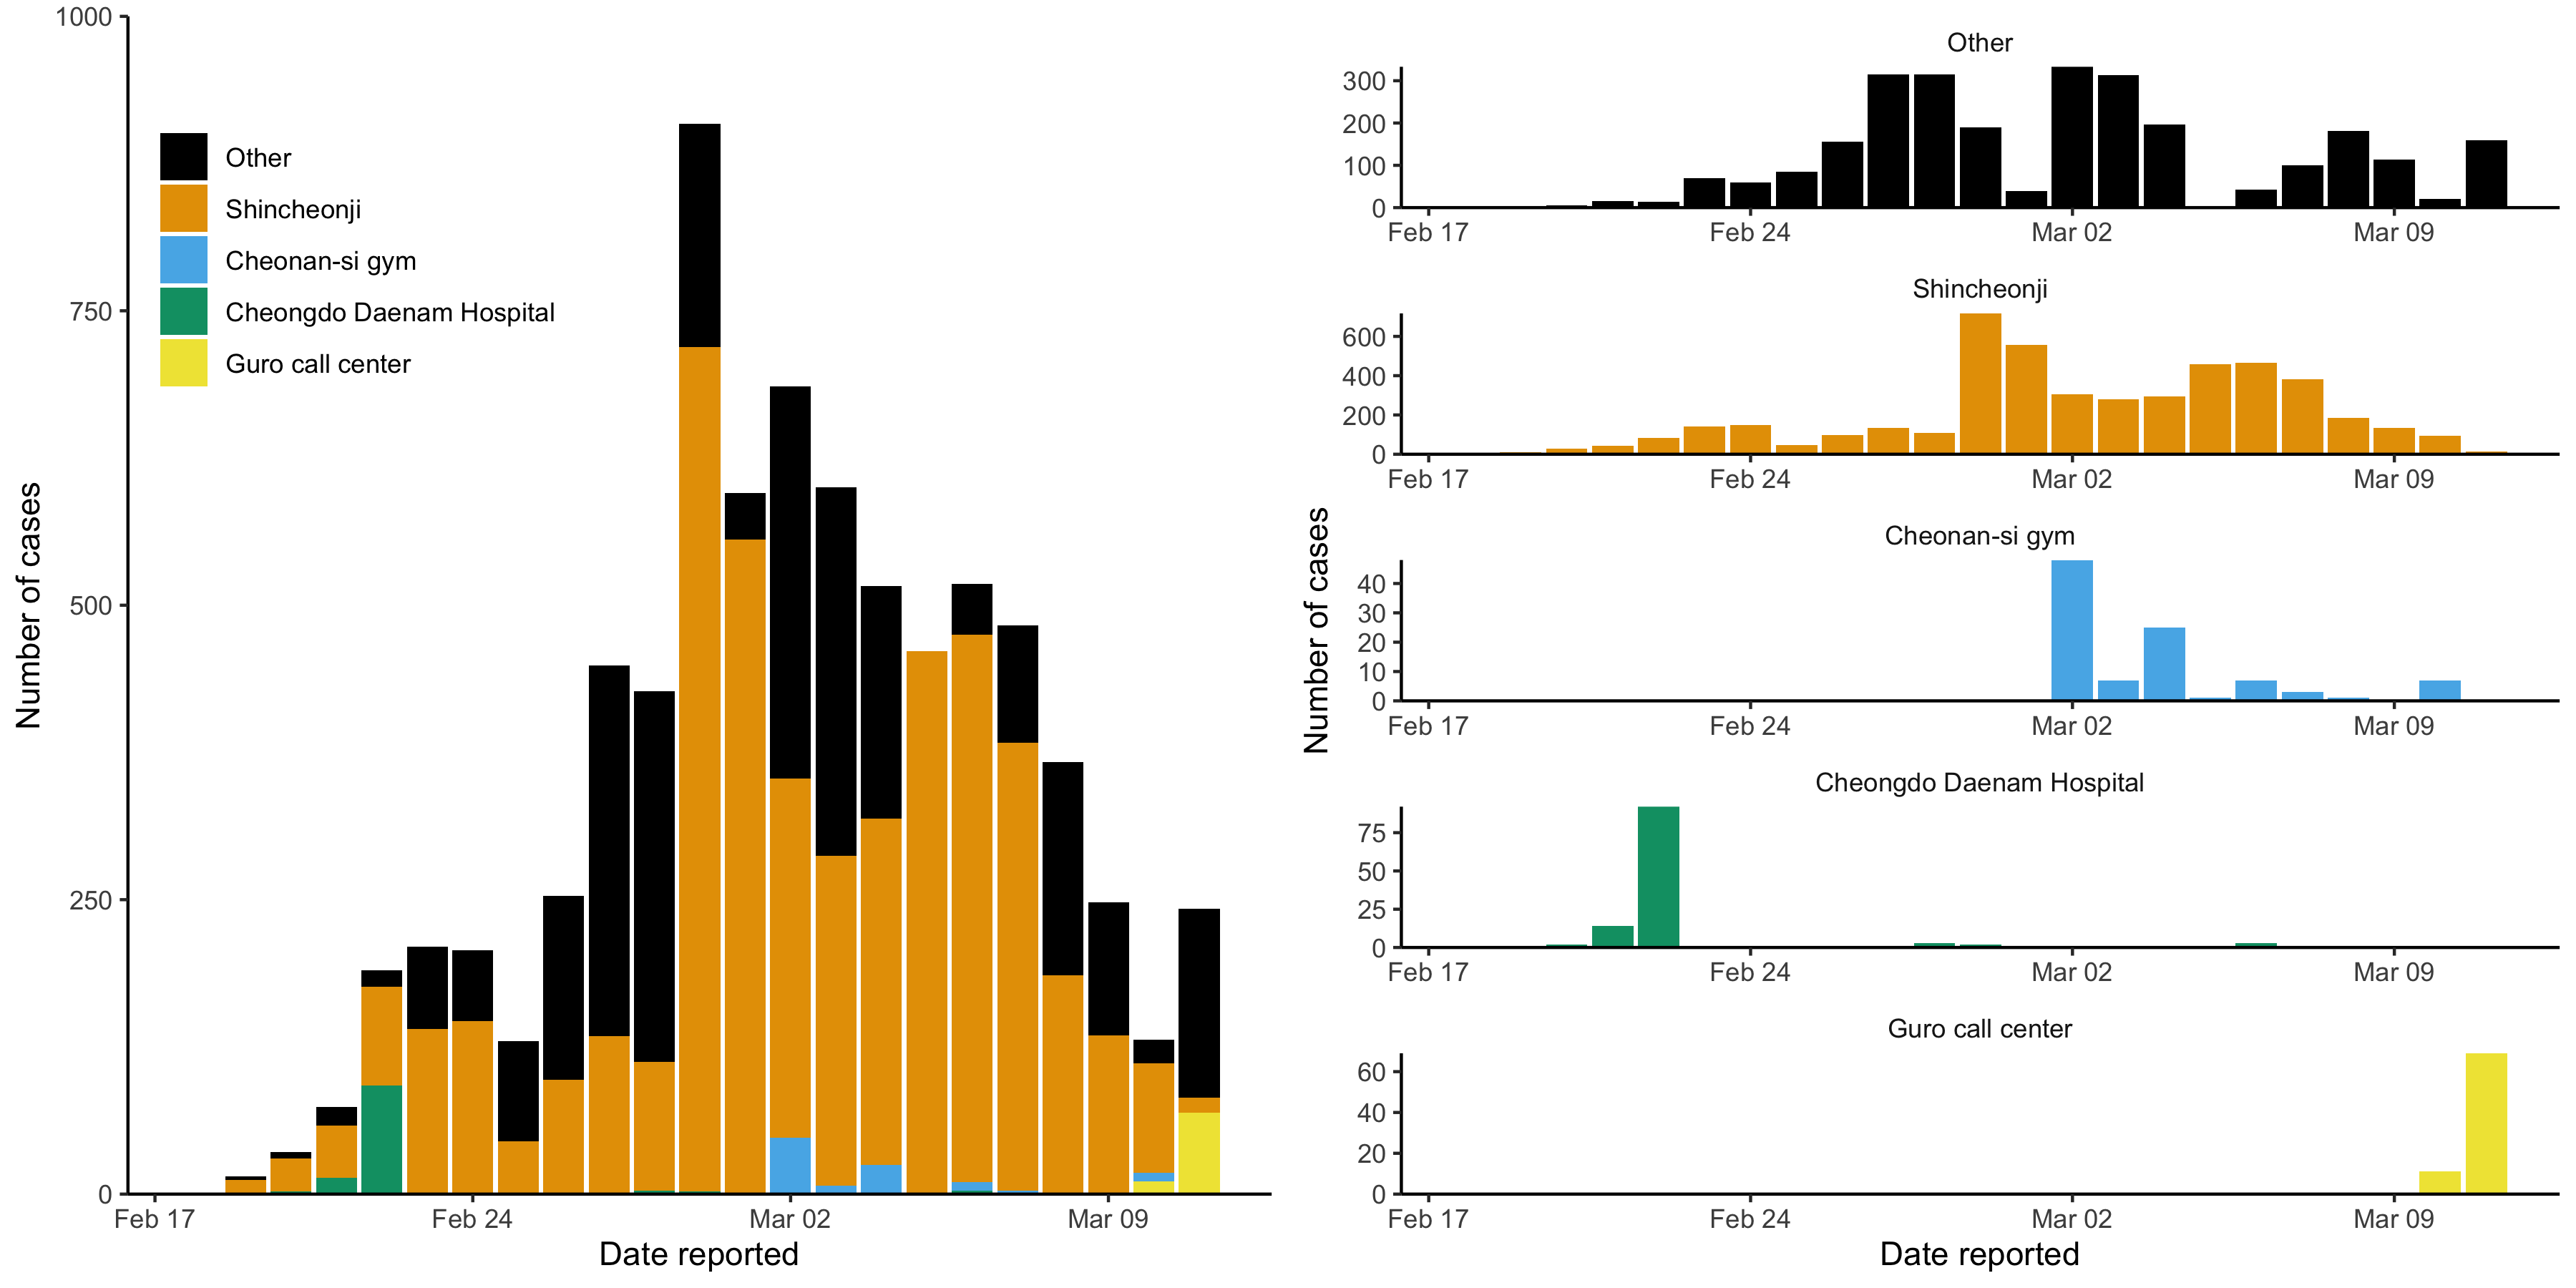 1000
750
500
250
0
Number of cases
Other
Shincheonji
Cheonan-si gym
Cheongdo Daenam Hospital
Guro call center
Feb 17 Feb 24 Mar 02 Mar 09
Date reported
Number of cases
Other
300
200
100
0
Feb 17 Feb 24 Mar 02 Mar 09
Shincheonji
600
400
200
0
Feb 17 Feb 24 Mar 02 Mar 09
Cheonan-si gym
40
30
20
10
0
Feb 17 Feb 24 Mar 02 Mar 09
Cheongdo Daenam Hospital
75
50
25
0
Feb 17 Feb 24 Mar 02 Mar 09
Guro call center
60
40
20
0
Feb 17 Feb 24 Mar 02 Mar 09
Date reported